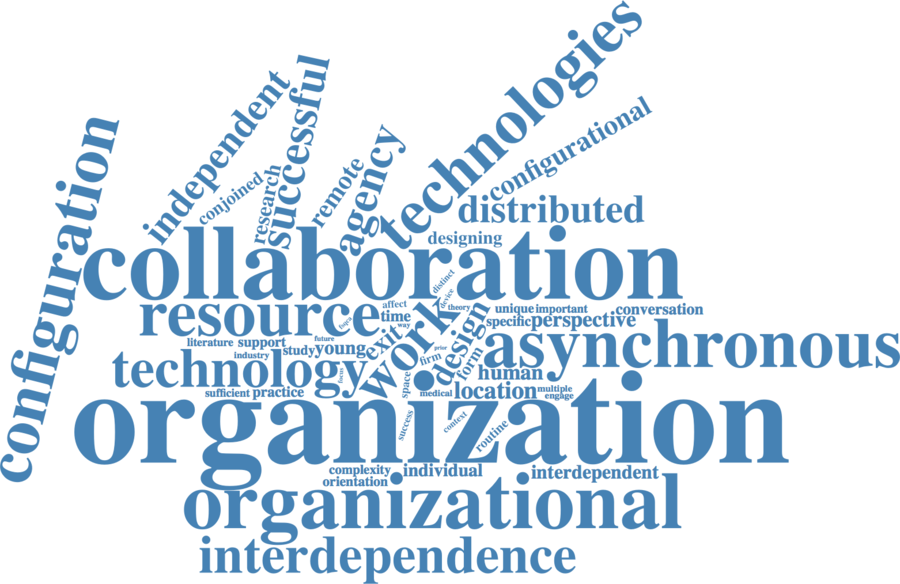 technologies
successful
independent
configurational
configuration
agency
remote
research
conjoined
distributed
designing
collaboration
distinct
device
theory
resource
affect
time
way
unique
important
conversation
specific
perspective
work
design
literature
support
future
exit
industry
study
young
prior
firm
form
asynchronous
technology
focus
human
space
sufficient
practice
medical
location
multiple
engage
organization
success
context
routine
complexity
individual
interdependent
orientation
organizational
interdependence